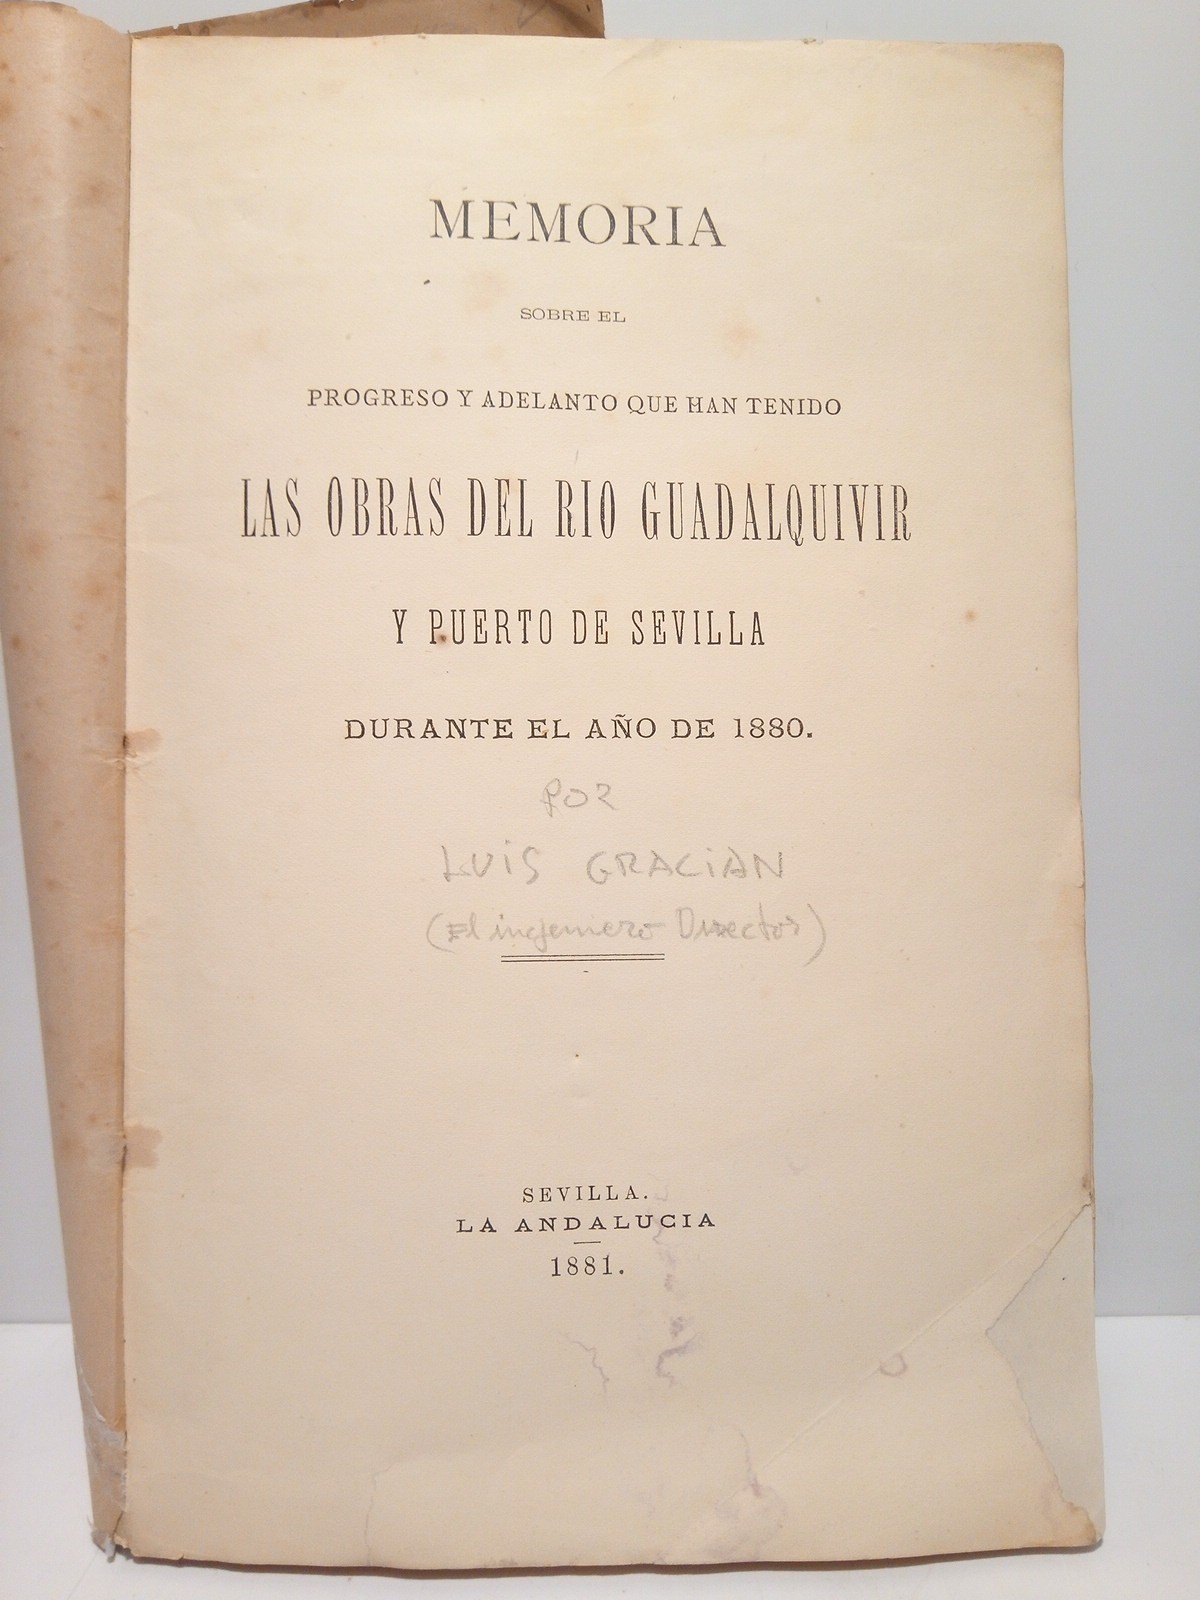 MEMORIA
SOBRE EL
PROGRESO Y ADELANTO QUE HAN TENIDO
LAS OBRAS DEL RIO GUADALQUIVIR
Y PUERTO DE SEVILLA
DURANTE EL AÑO DE 1880.
POR
LUIS GRACIAN
(El ingeniero Director)
SEVILLA.
LA ANDALUCIA
1881.